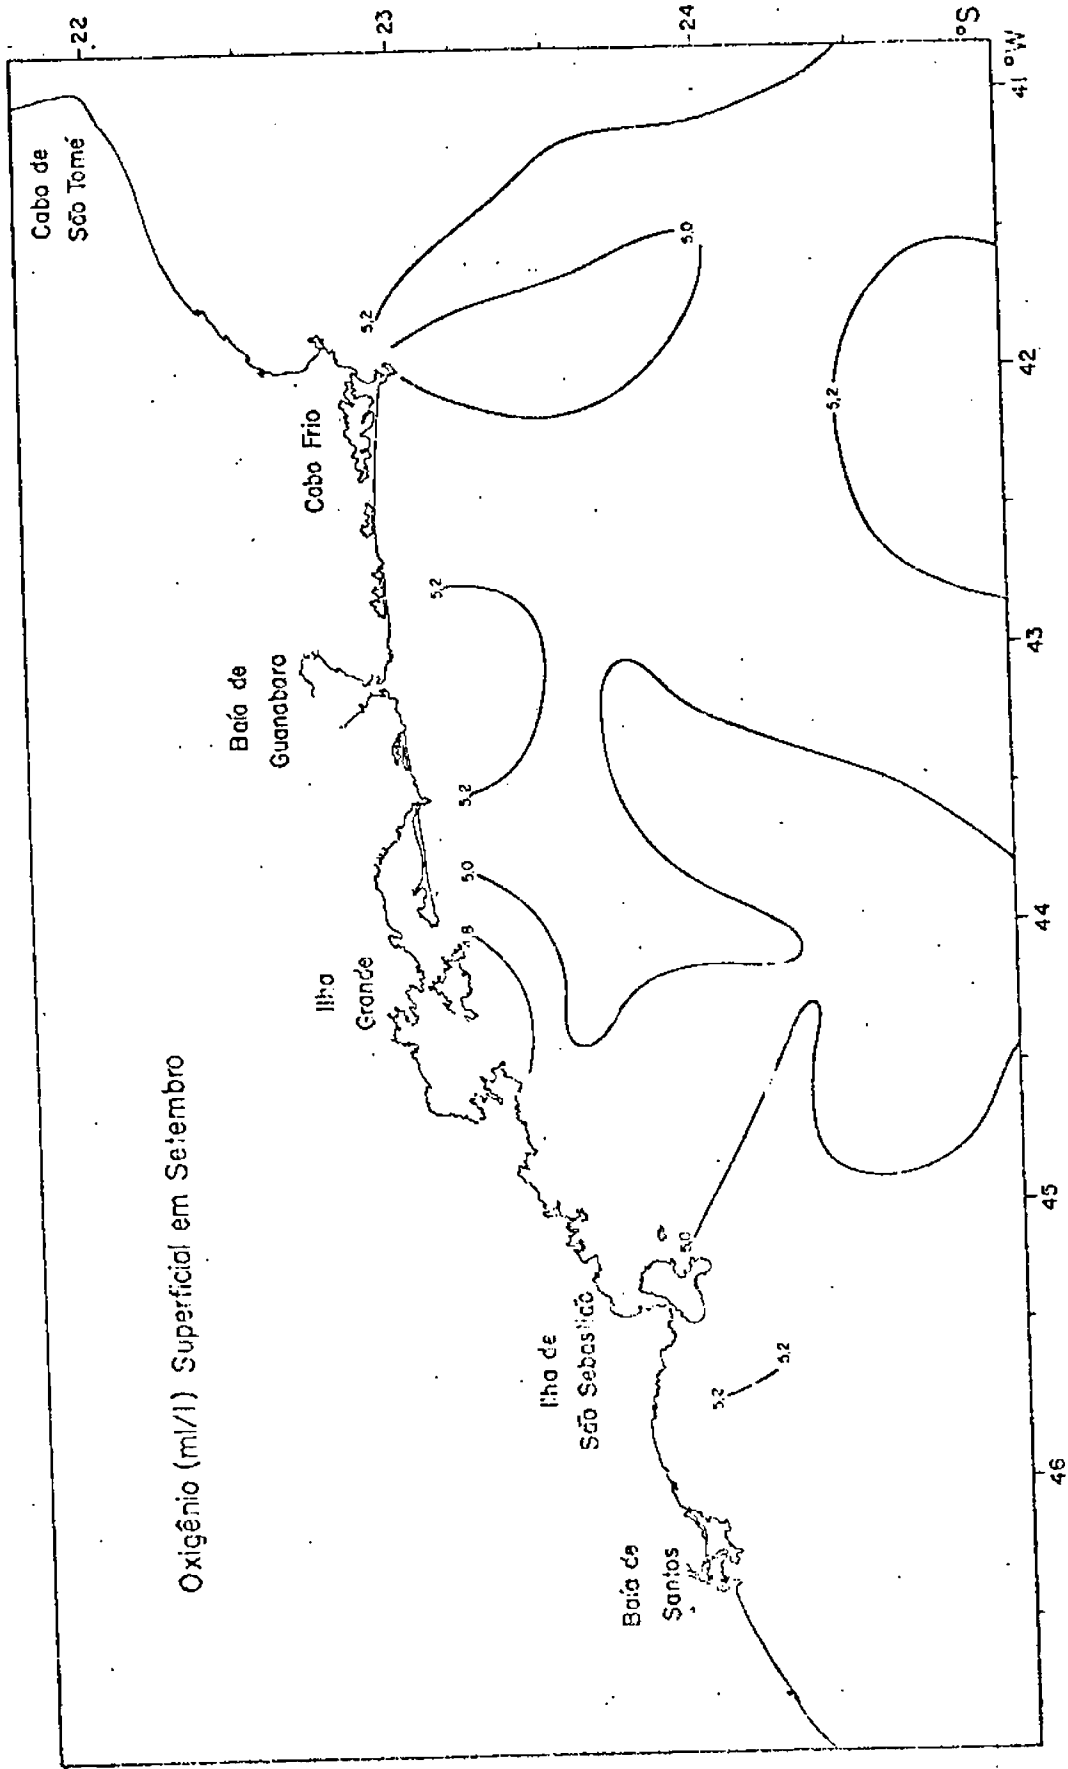 Oxigênio (ml/l) Superficial em Setembro
Cabo de
São Tomé
Cabo Frio
Baía de
Guanabara
Ilha
Grande
Ilha de
São Sebastião
Baía de
Santos
5,2
5,0
5,2
5,2
5,2
5,0
5,0
5,2
5,2
22
23
24
°S
46
45
44
43
42
41
°W